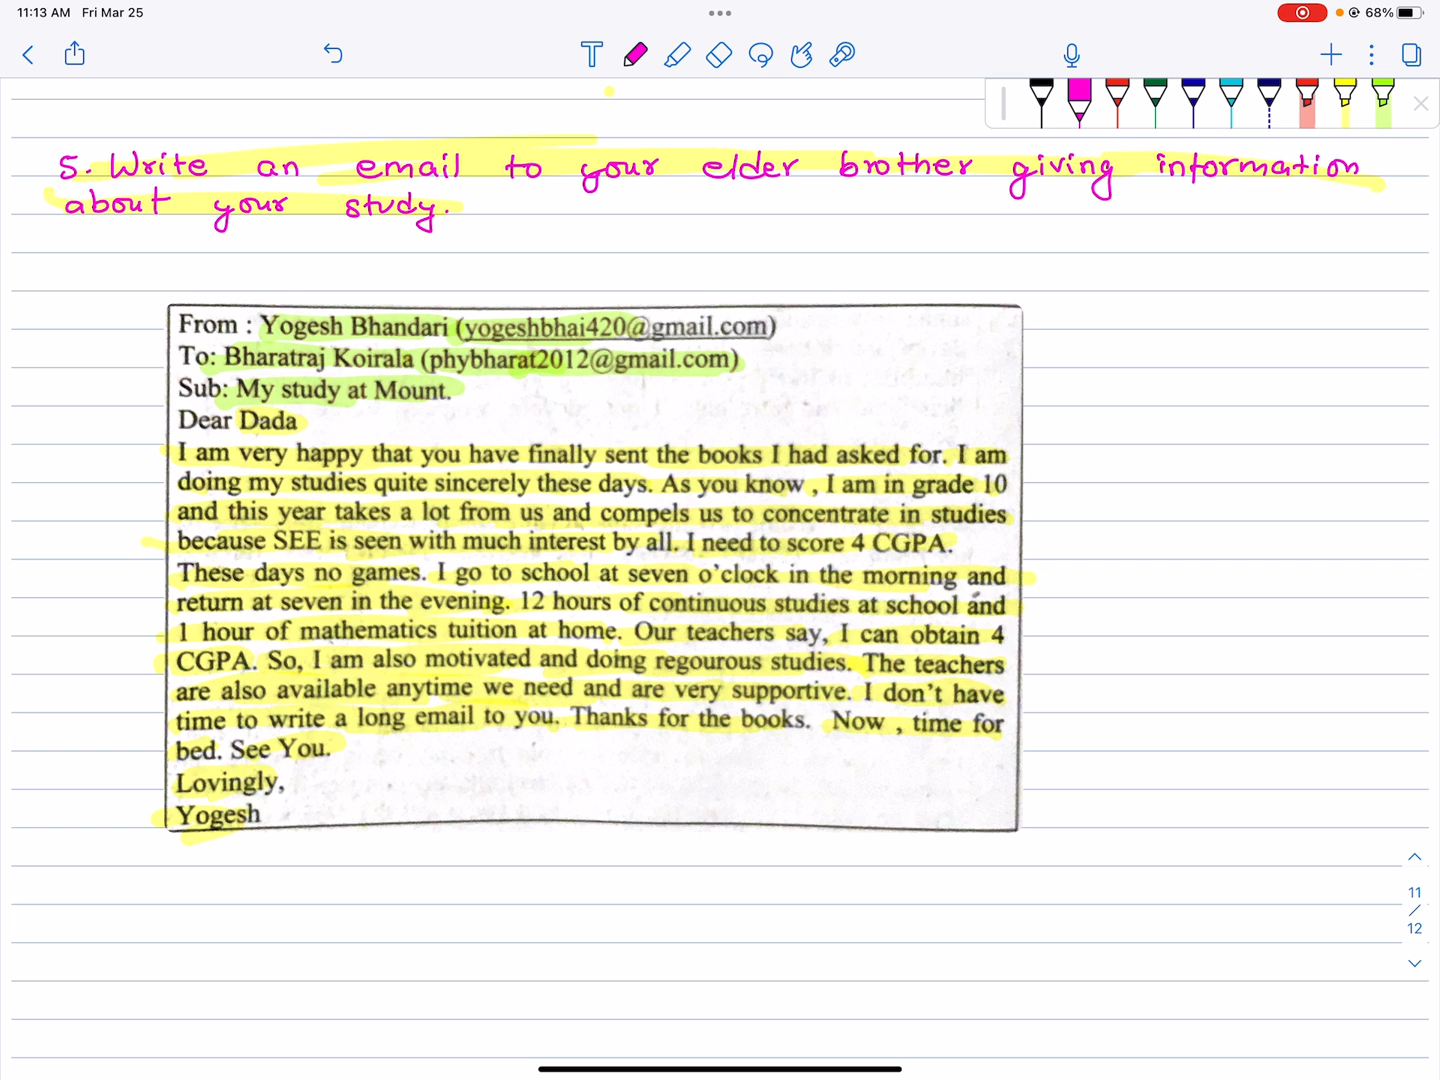 11:13 AM Fri Mar 25
68%
5. Write an email to your elder brother giving information
about your study.
From : Yogesh Bhandari (yogeshbhai420@gmail.com)
To: Bharatraj Koirala (phybharat2012@gmail.com)
Sub: My study at Mount.
Dear Dada
I am very happy that you have finally sent the books I had asked for. I am
doing my studies quite sincerely these days. As you know , I am in grade 10
and this year takes a lot from us and compels us to concentrate in studies
because SEE is seen with much interest by all. I need to score 4 CGPA.
These days no games. I go to school at seven o’clock in the morning and
return at seven in the evening. 12 hours of continuous studies at school and
1 hour of mathematics tuition at home. Our teachers say, I can obtain 4
CGPA. So, I am also motivated and doing regourous studies. The teachers
are also available anytime we need and are very supportive. I don’t have
time to write a long email to you. Thanks for the books. Now , time for
bed. See You.
Lovingly,
Yogesh
11
/
12